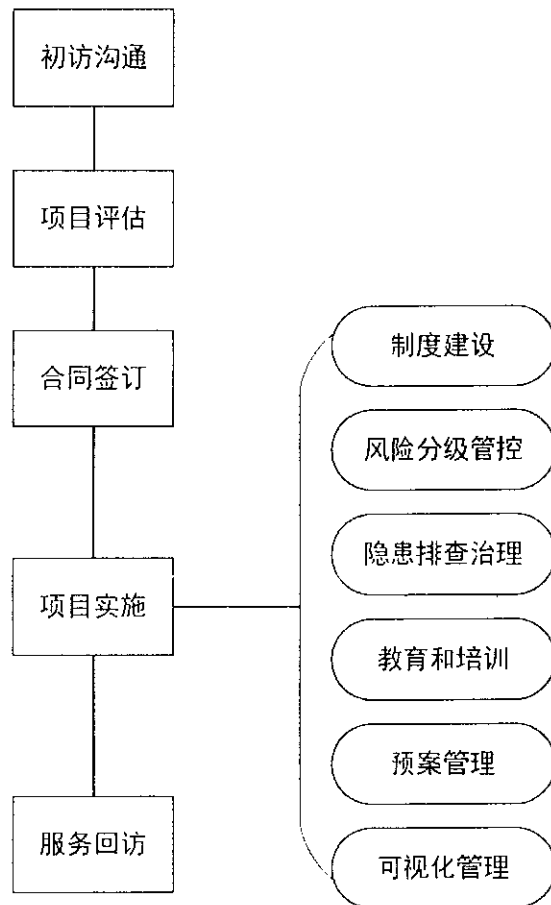 初访沟通
项目评估
合同签订
项目实施
服务回访
制度建设
风险分级管控
隐患排查治理
教育和培训
预案管理
可视化管理